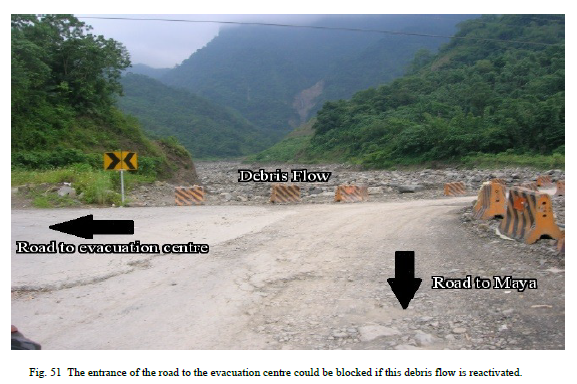 Debris Flow
Road to evacuation centre
Road to Maya
Fig. 51 The entrance of the road to the evacuation centre could be blocked if this debris flow is reactivated.